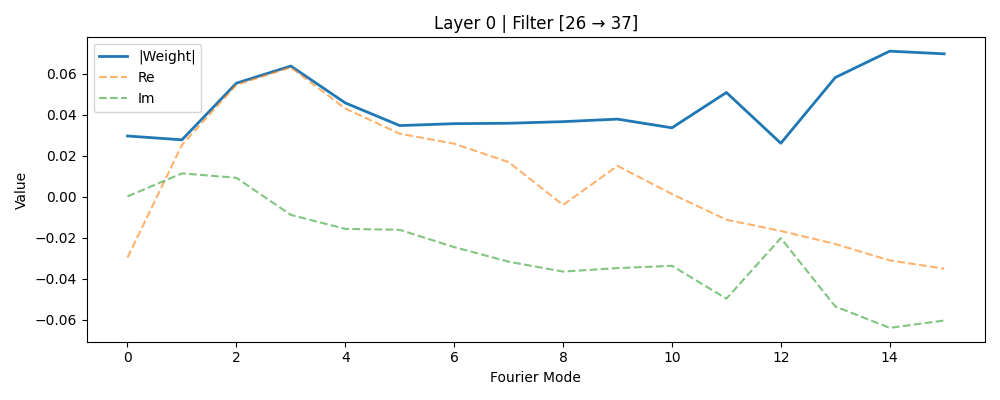 Layer 0 | Filter [26 → 37]
|Weight|
Re
Im
Value
0.06
0.04
0.02
0.00
−0.02
−0.04
−0.06
0 2 4 6 8 10 12 14
Fourier Mode